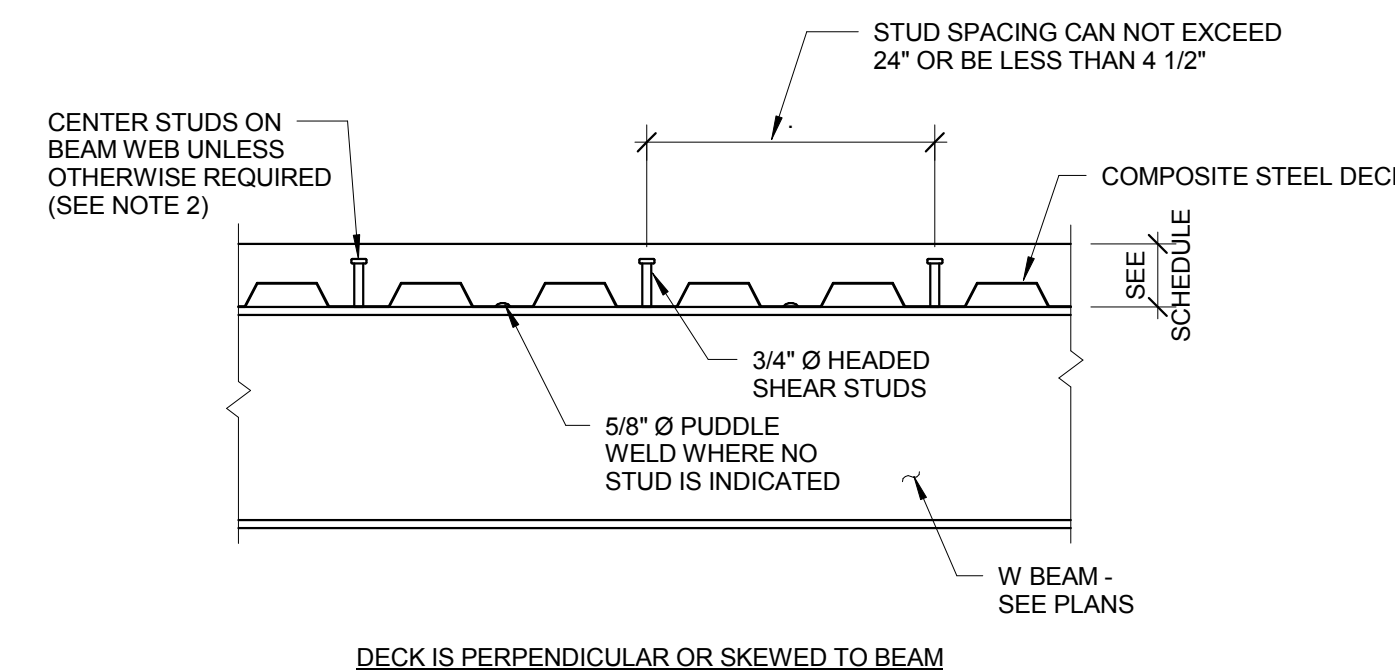 STUD SPACING CAN NOT EXCEED
24" OR BE LESS THAN 4 1/2"
CENTER STUDS ON
BEAM WEB UNLESS
OTHERWISE REQUIRED
(SEE NOTE 2)
COMPOSITE STEEL
SEE
SCHEDULE
3/4" Ø HEADED
SHEAR STUDS
5/8" Ø PUDDLE
WELD WHERE NO
STUD IS INDICATED
W BEAM -
SEE PLANS
DECK IS PERPENDICULAR OR SKEWED TO BEAM